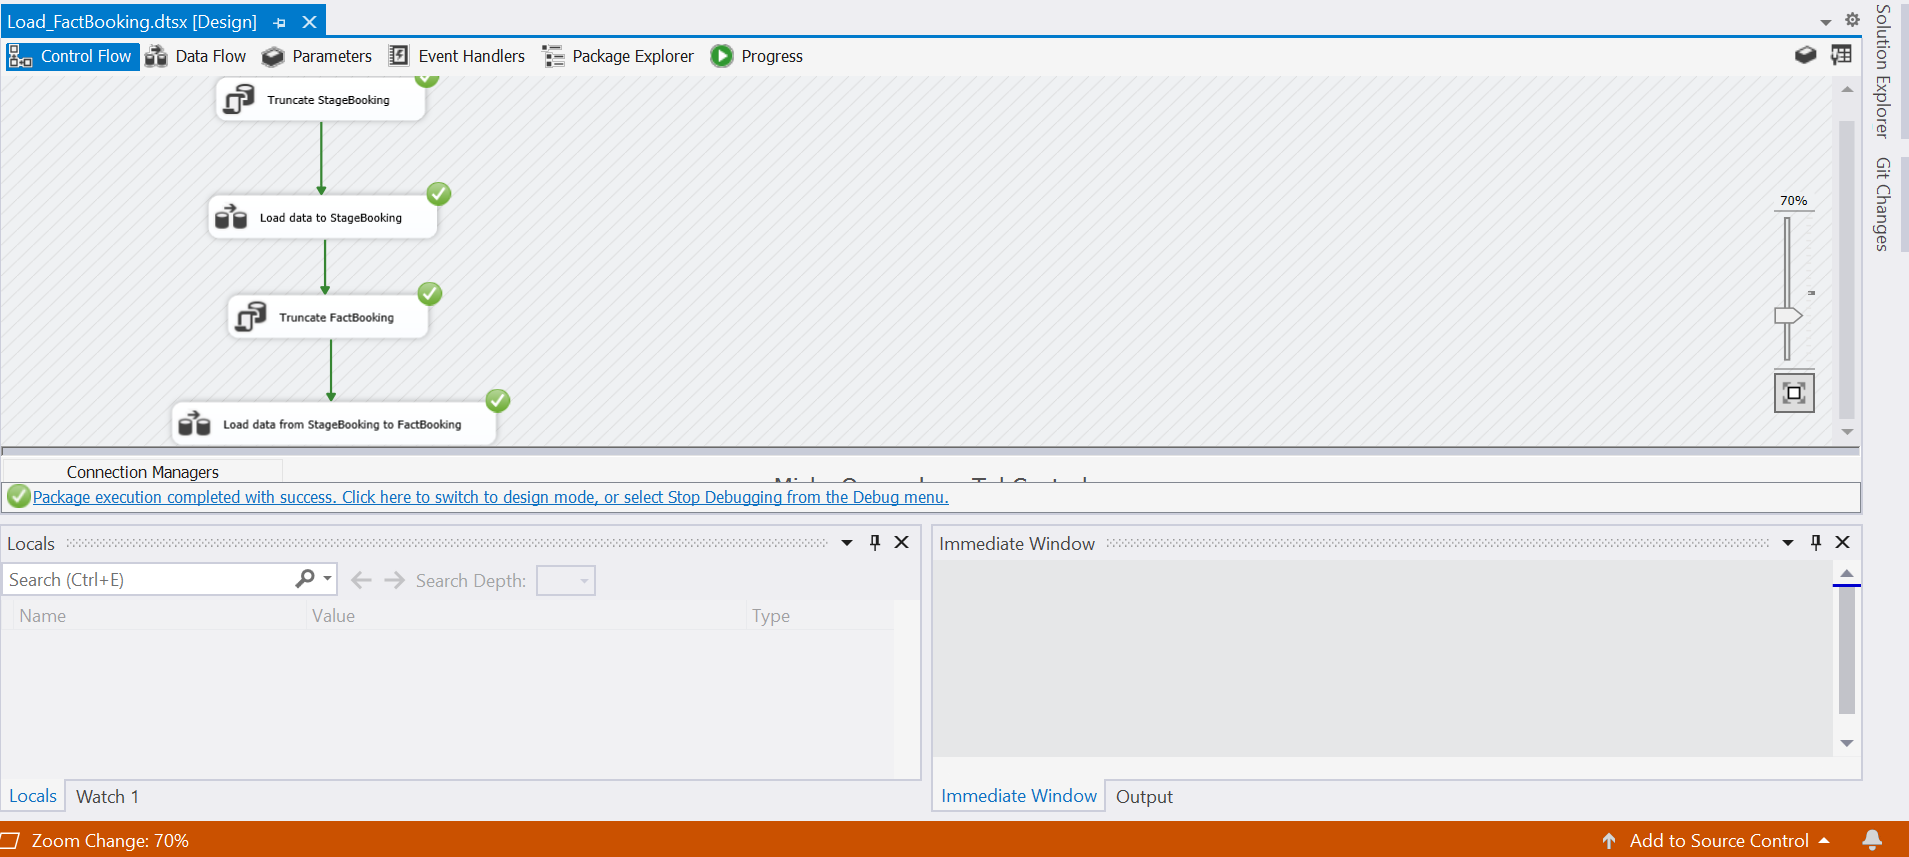 Load_FactBooking.dtsx [Design]
Control Flow
Data Flow
Parameters
Event Handlers
Package Explorer
Progress
Truncate StageBooking
Load data to StageBooking
Truncate FactBooking
Load data from StageBooking to FactBooking
70%
Solution Explorer
Git Changes
Connection Managers
Package execution completed with success. Click here to switch to design mode, or select Stop Debugging from the Debug menu.
Locals
Search (Ctrl+E)
Search Depth:
Name Value Type
Locals Watch 1
Immediate Window
Immediate Window Output
Zoom Change: 70%
Add to Source Control